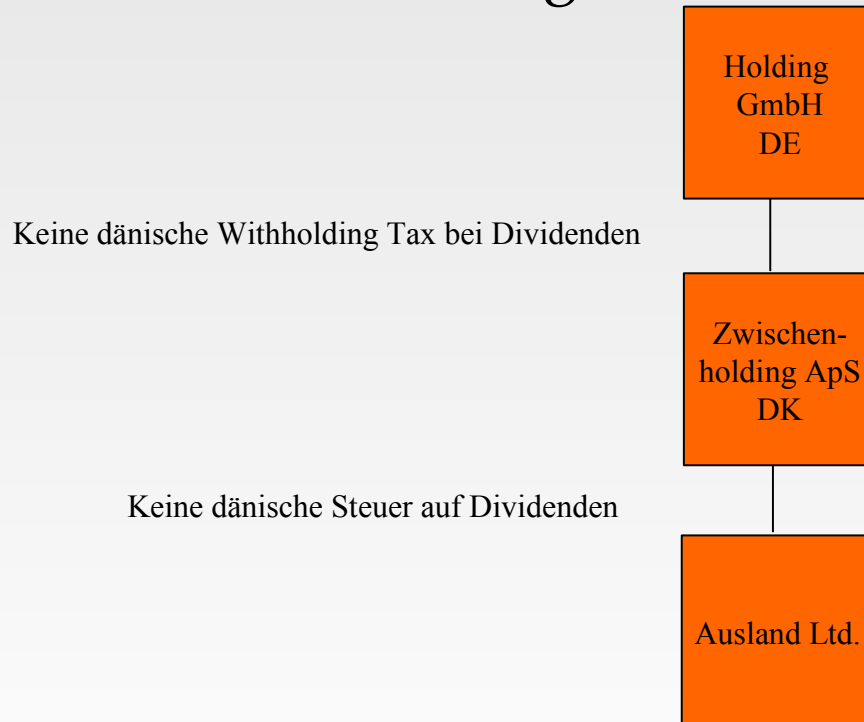 Holding
GmbH
DE
Keine dänische Withholding Tax bei Dividenden
Zwischen-
holding ApS
DK
Keine dänische Steuer auf Dividenden
Ausland Ltd.